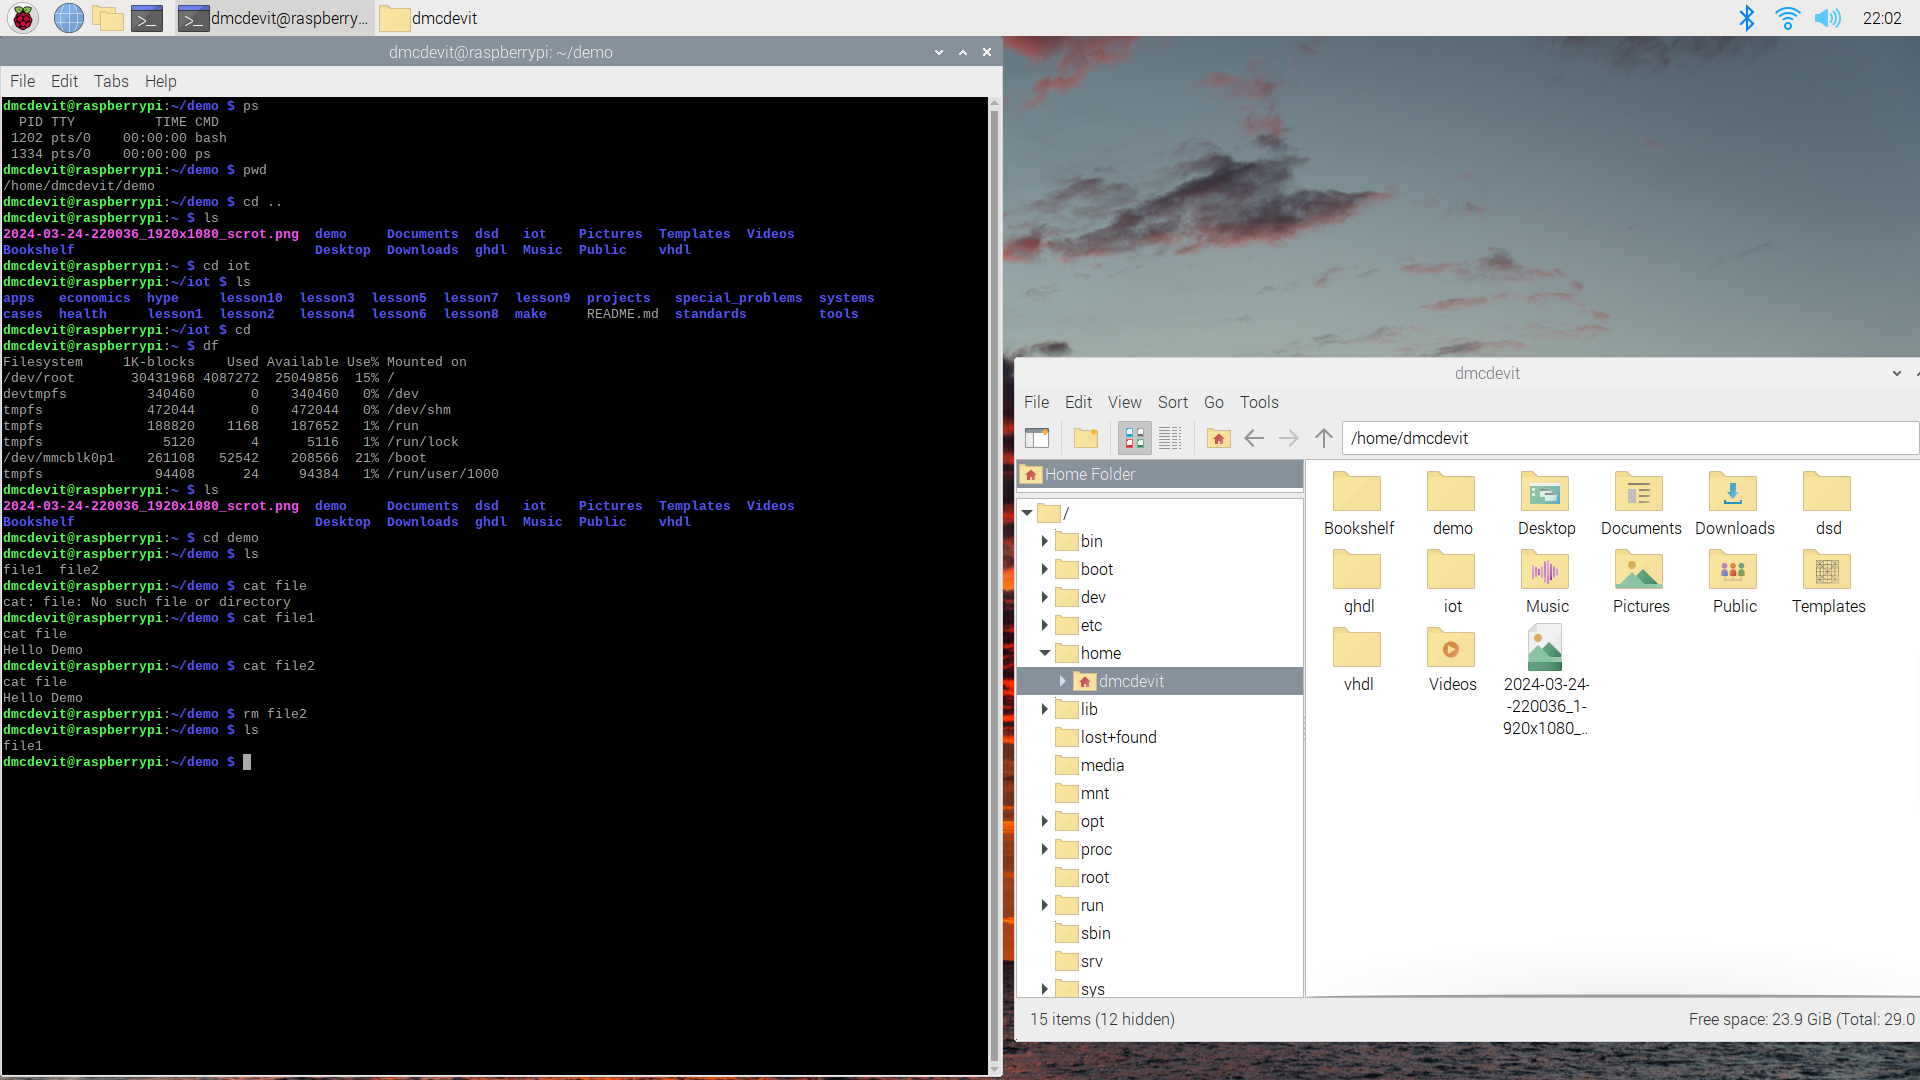 dmcdevit@raspberry...
dmcdevit
22:02
dmcdevit@raspberrypi: ~/demo
File Edit Tabs Help
dmcdevit@raspberrypi:~/demo $ ps
  PID TTY          TIME CMD
 1202 pts/0    00:00:00 bash
 1334 pts/0    00:00:00 ps
dmcdevit@raspberrypi:~/demo $ pwd
/home/dmcdevit/demo
dmcdevit@raspberrypi:~/demo $ cd ..
dmcdevit@raspberrypi:~ $ ls
2024-03-24-220036_1920x1080_scrot.png  demo     Documents  dsd   iot    Pictures  Templates  Videos
Bookshelf                              Desktop  Downloads  ghdl  Music  Public    vhdl
dmcdevit@raspberrypi:~ $ cd iot
dmcdevit@raspberrypi:~/iot $ ls
apps   economics  hype     lesson10  lesson3  lesson5  lesson7  lesson9  projects   special_problems  systems
cases  health     lesson1  lesson2   lesson4  lesson6  lesson8  make     README.md  standards         tools
dmcdevit@raspberrypi:~/iot $ cd
dmcdevit@raspberrypi:~ $ df
Filesystem     1K-blocks    Used Available Use% Mounted on
/dev/root       30431968 4087272  25049856  15% /
devtmpfs          340460       0    340460   0% /dev
tmpfs             472044       0    472044   0% /dev/shm
tmpfs             188820    1168    187652   1% /run
tmpfs               5120       4      5116   1% /run/lock
/dev/mmcblk0p1    261108   52542    208566  21% /boot
tmpfs              94408      24     94384   1% /run/user/1000
dmcdevit@raspberrypi:~ $ ls
2024-03-24-220036_1920x1080_scrot.png  demo     Documents  dsd   iot    Pictures  Templates  Videos
Bookshelf                              Desktop  Downloads  ghdl  Music  Public    vhdl
dmcdevit@raspberrypi:~ $ cd demo
dmcdevit@raspberrypi:~/demo $ ls
file1  file2
dmcdevit@raspberrypi:~/demo $ cat file
cat: file: No such file or directory
dmcdevit@raspberrypi:~/demo $ cat file1
cat file
Hello Demo
dmcdevit@raspberrypi:~/demo $ cat file2
cat file
Hello Demo
dmcdevit@raspberrypi:~/demo $ rm file2
dmcdevit@raspberrypi:~/demo $ ls
file1
dmcdevit@raspberrypi:~/demo $
dmcdevit
File Edit View Sort Go Tools
/home/dmcdevit
Home Folder
/
bin
boot
dev
etc
home
dmcdevit
lib
lost+found
media
mnt
opt
proc
root
run
sbin
srv
sys
Bookshelf demo Desktop Documents Downloads dsd
ghdl iot Music Pictures Public Templates
vhdl Videos 2024-03-24-
-220036_1-
920x1080_...
15 items (12 hidden)
Free space: 23.9 GiB (Total: 29.0